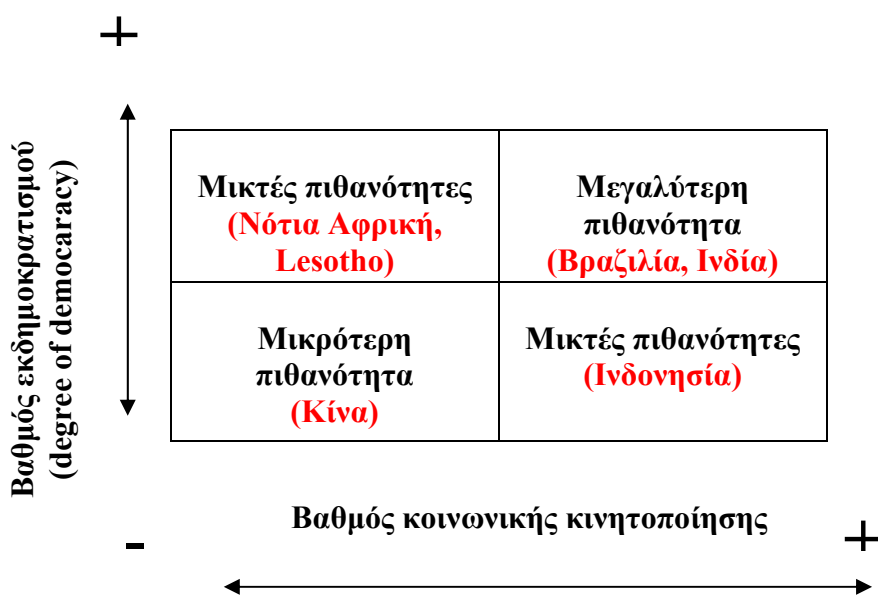 +
Βαθμός εκδημοκρατισμού
(degree of democaracy)
Μικτές πιθανότητες
(Νότια Αφρική,
Lesotho)
Μεγαλύτερη
πιθανότητα
(Βραζιλία, Ινδία)
Μικρότερη
πιθανότητα
(Κίνα)
Μικτές πιθανότητες
(Ινδονησία)
Βαθμός κοινωνικής κινητοποίησης
-
+